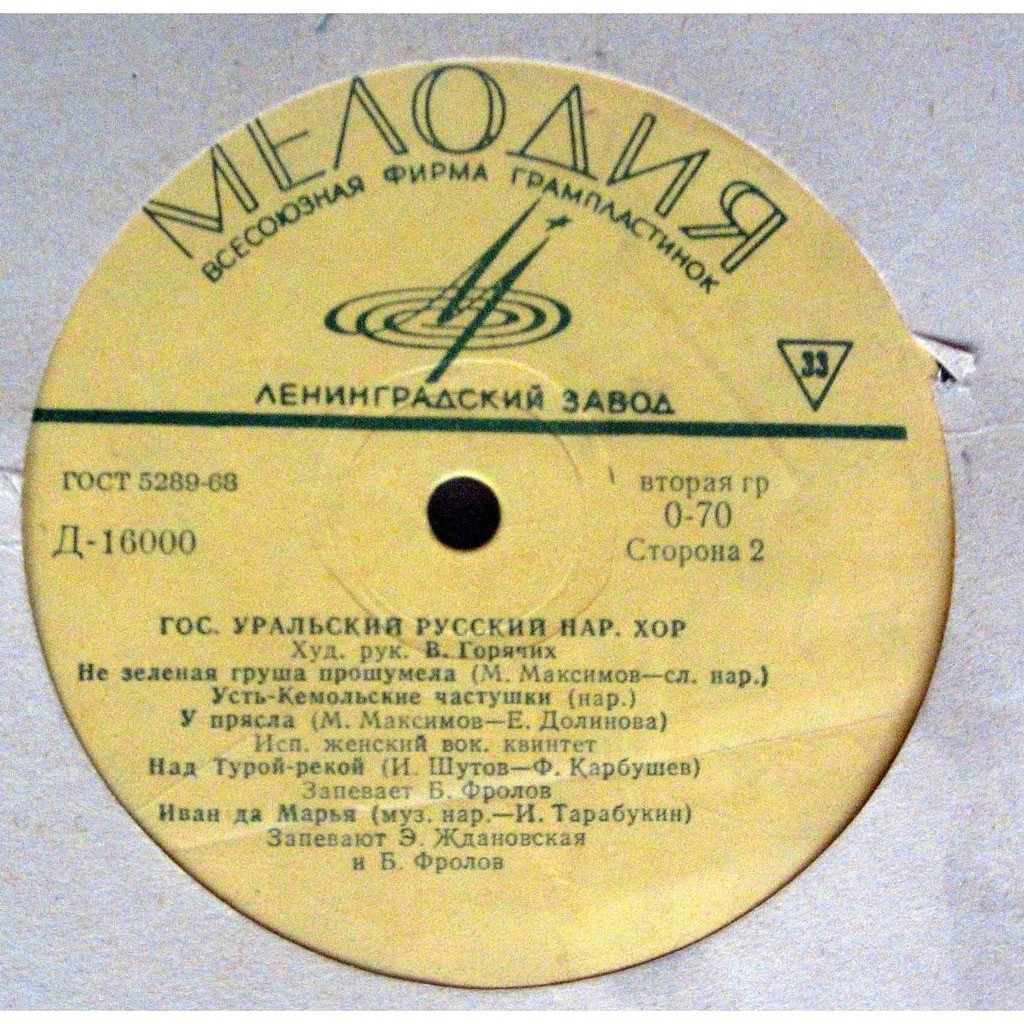 МЕЛОДИЯ
ВСЕСОЮЗНАЯ ФИРМА ГРАМПЛАСТИНОК
33
ЛЕНИНГРАДСКИЙ ЗАВОД
ГОСТ 5289-68
вторая гр
Д-16000
0-70
Сторона 2
ГОС. УРАЛЬСКИЙ РУССКИЙ НАР. ХОР
Худ. рук. В. Горячих
Не зеленая груша прошумела (М. Максимов—сл. нар.)
Усть-Кемольские частушки (нар.)
У прясла (М. Максимов—Е. Долинова)
Исп. женский вок. квинтет
Над Турой-рекой (И. Шутов—Ф. Карбушев)
Запевает Б. Фролов
Иван да Марья (муз. нар.—И. Тарабукин)
Запевают Э. Ждановская
и Б. Фролов